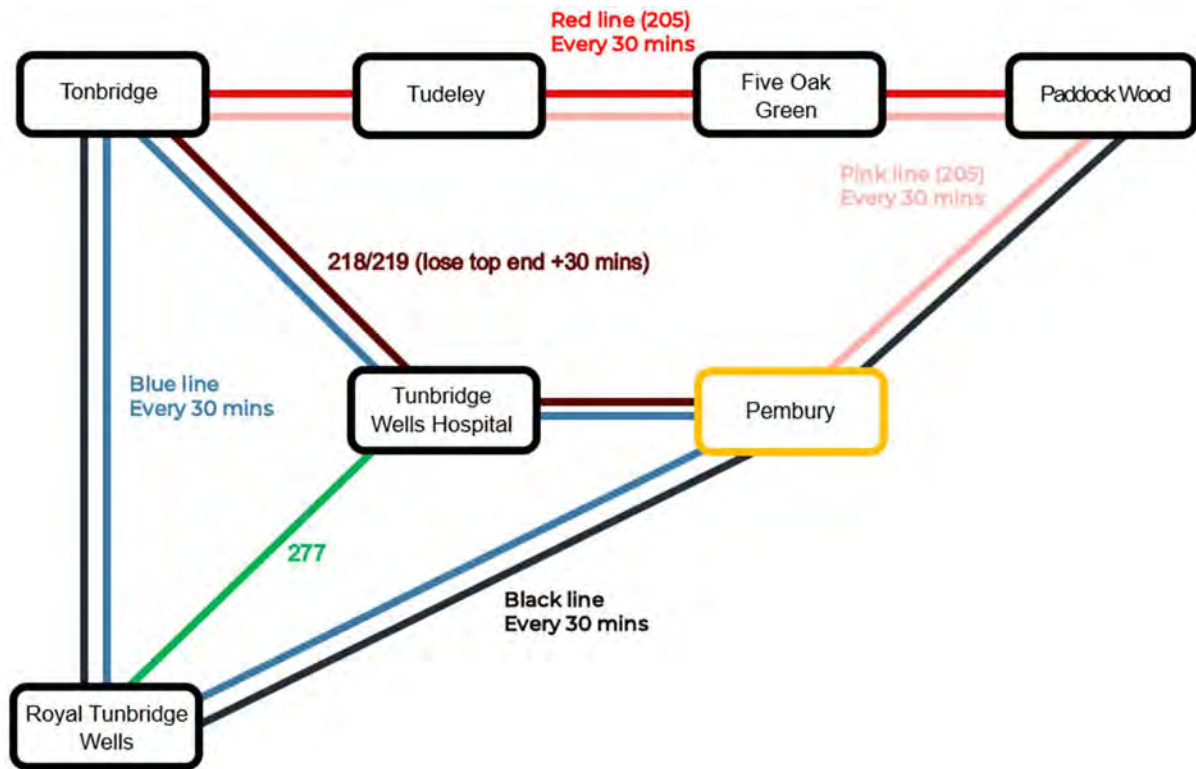 Red line (205)
Every 30 mins
Tonbridge
Tudeley
Five Oak
Green
Paddock Wood
Pink line (205)
Every 30 mins
218/219 (lose top end +30 mins)
Blue line
Every 30 mins
Tunbridge
Wells Hospital
Pembury
277
Black line
Every 30 mins
Royal Tunbridge
Wells